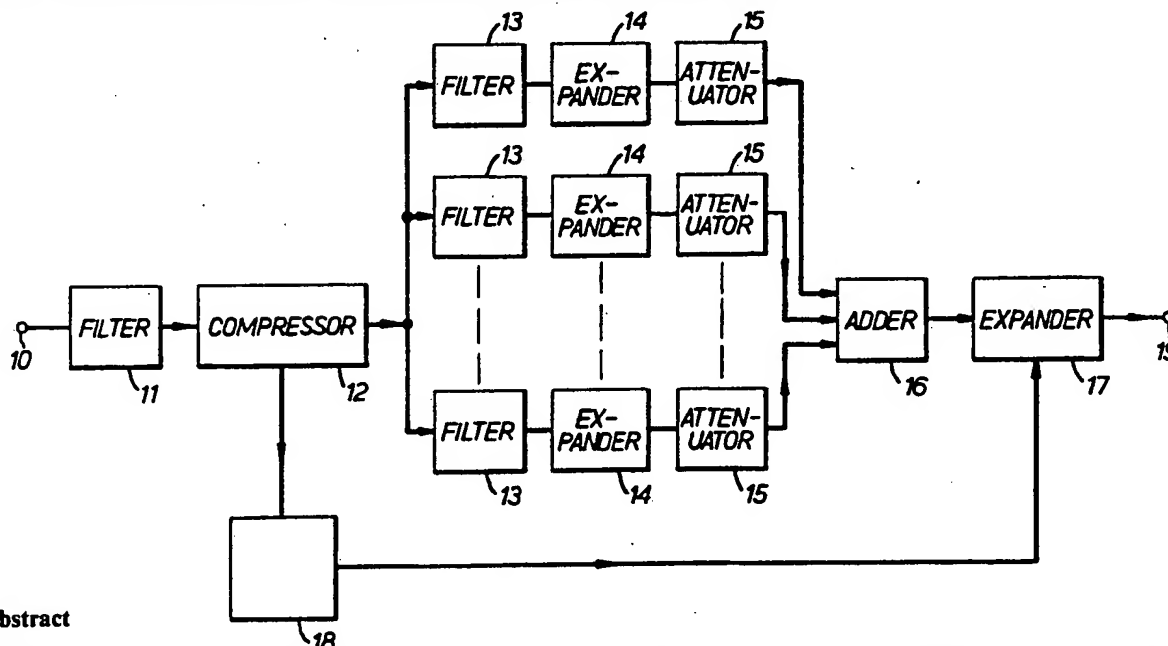 13
14
15
FILTER
EX-
PANDER
ATTEN-
UATOR
13
14
15
FILTER
EX-
PANDER
ATTEN-
UATOR
10
FILTER
11
COMPRESSOR
12
ADDER
16
EXPANDER
17
FILTER
13
EX-
PANDER
14
ATTEN-
UATOR
15
bstract
18